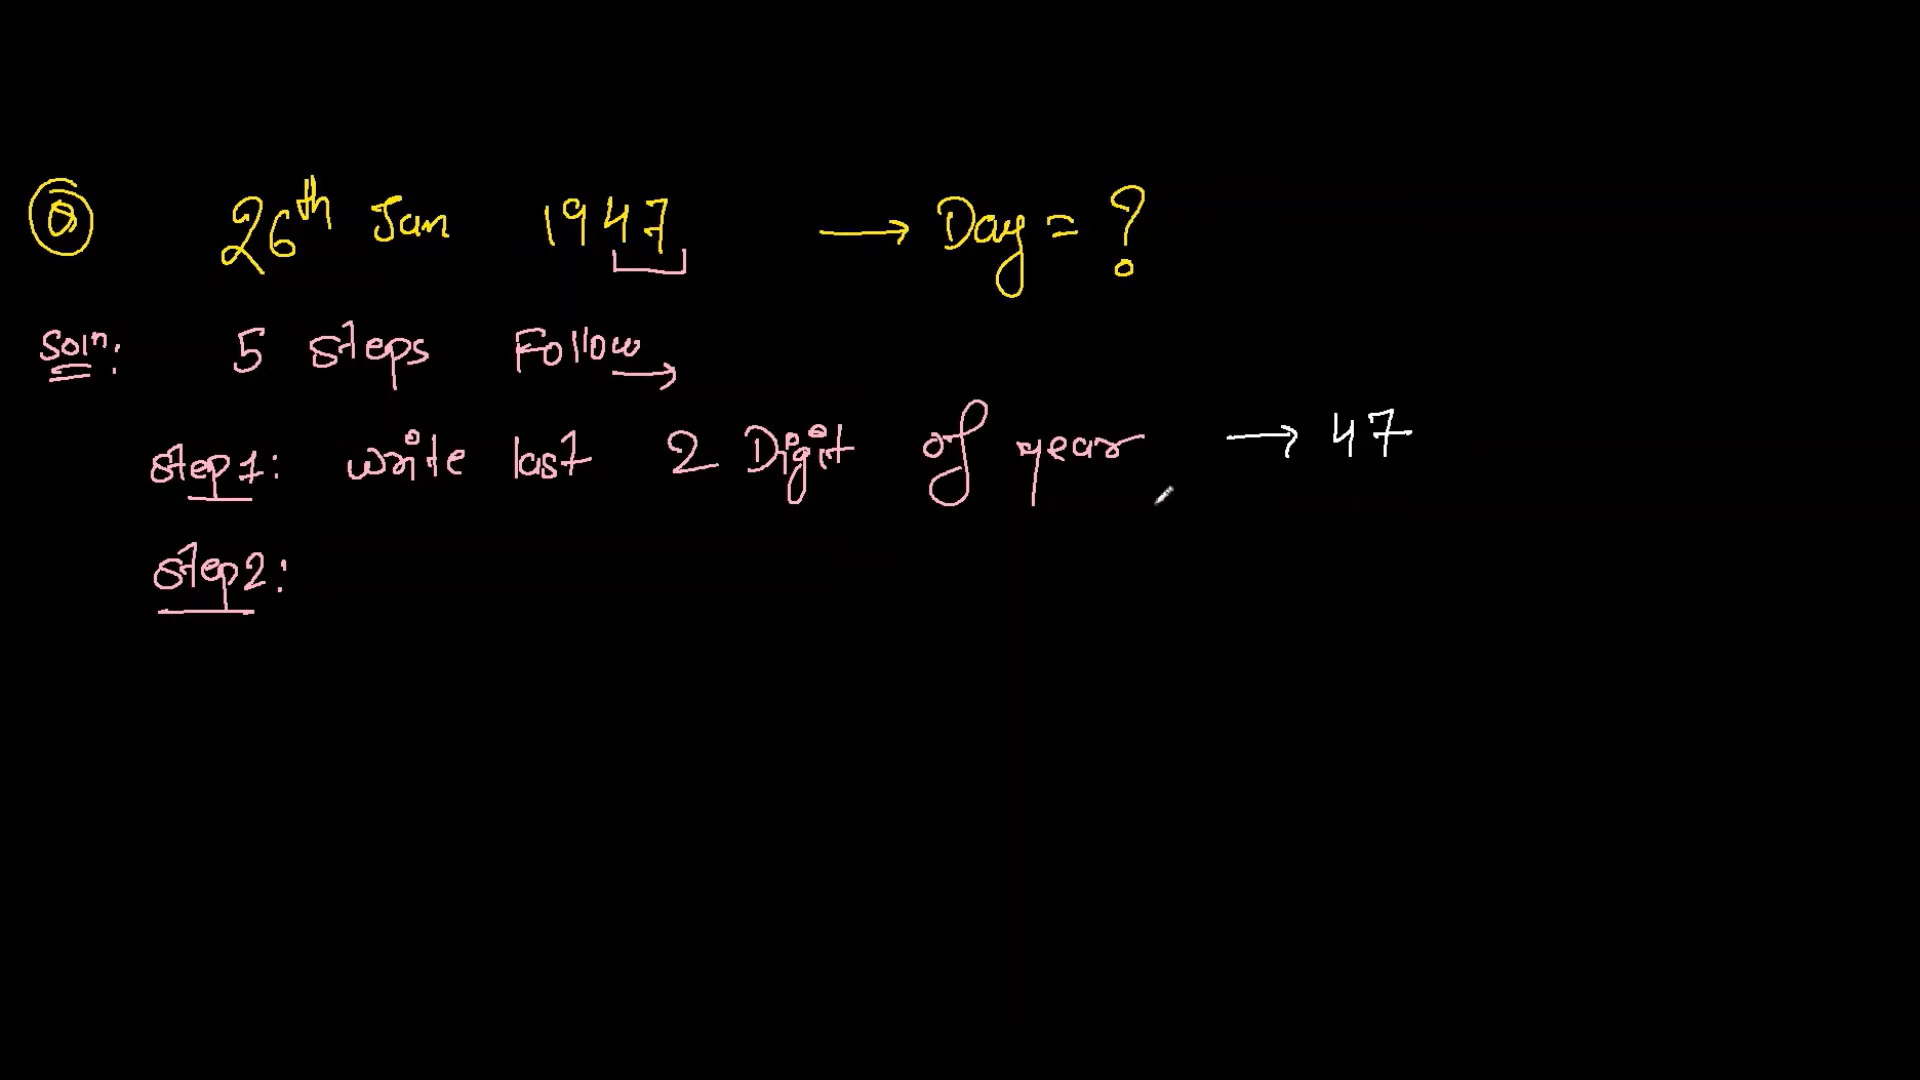 Q 26th Jan 1947 → Day = ?
Soln: 5 steps Follow →
step1: write last 2 Digit of year → 47
step2: